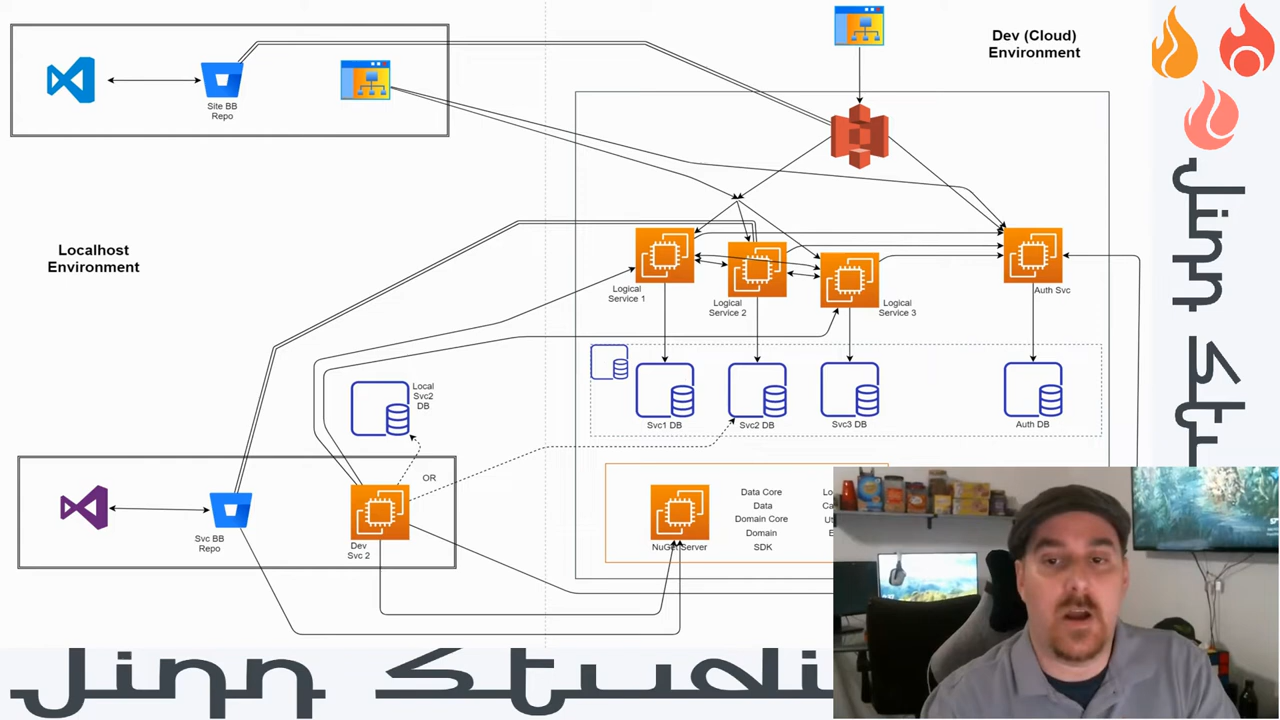 Dev (Cloud)
Environment
Site BB
Repo
Localhost
Environment
Logical
Service 1
Logical
Service 2
Logical
Service 3
Auth Svc
Local
Svc2
DB
Svc1 DB
Svc2 DB
Svc3 DB
Auth DB
OR
Svc BB
Repo
Dev
Svc 2
NuGet Server
Data Core
Data
Domain Core
Domain
SDK
Jinn Studi
Jinn Stu